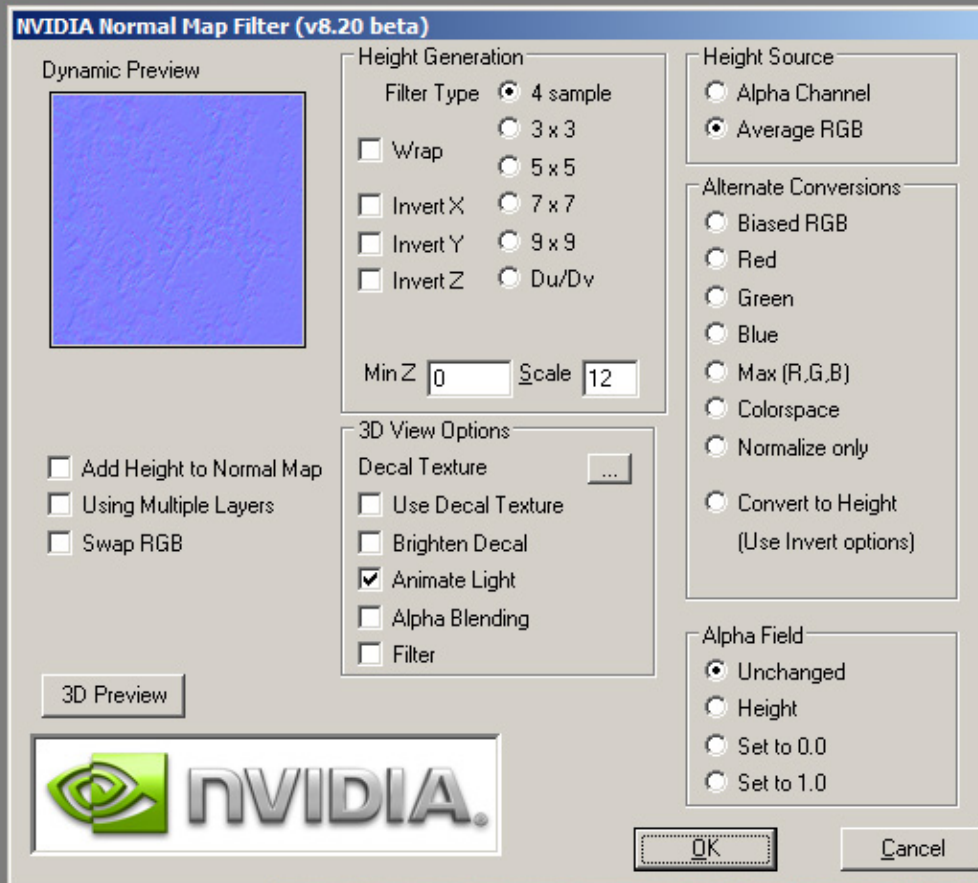 NVIDIA Normal Map Filter (v8.20 beta)
Dynamic Preview
Height Generation
Filter Type
4 sample
3 x 3
5 x 5
7 x 7
9 x 9
Du/Dv
Wrap
Invert X
Invert Y
Invert Z
Min Z 0 Scale 12
Height Source
Alpha Channel
Average RGB
Alternate Conversions
Biased RGB
Red
Green
Blue
Max (R,G,B)
Colorspace
Normalize only
Convert to Height
(Use Invert options)
Add Height to Normal Map
Using Multiple Layers
Swap RGB
3D View Options
Decal Texture ...
Use Decal Texture
Brighten Decal
Animate Light
Alpha Blending
Filter
Alpha Field
Unchanged
Height
Set to 0.0
Set to 1.0
3D Preview
NVIDIA.
OK
Cancel